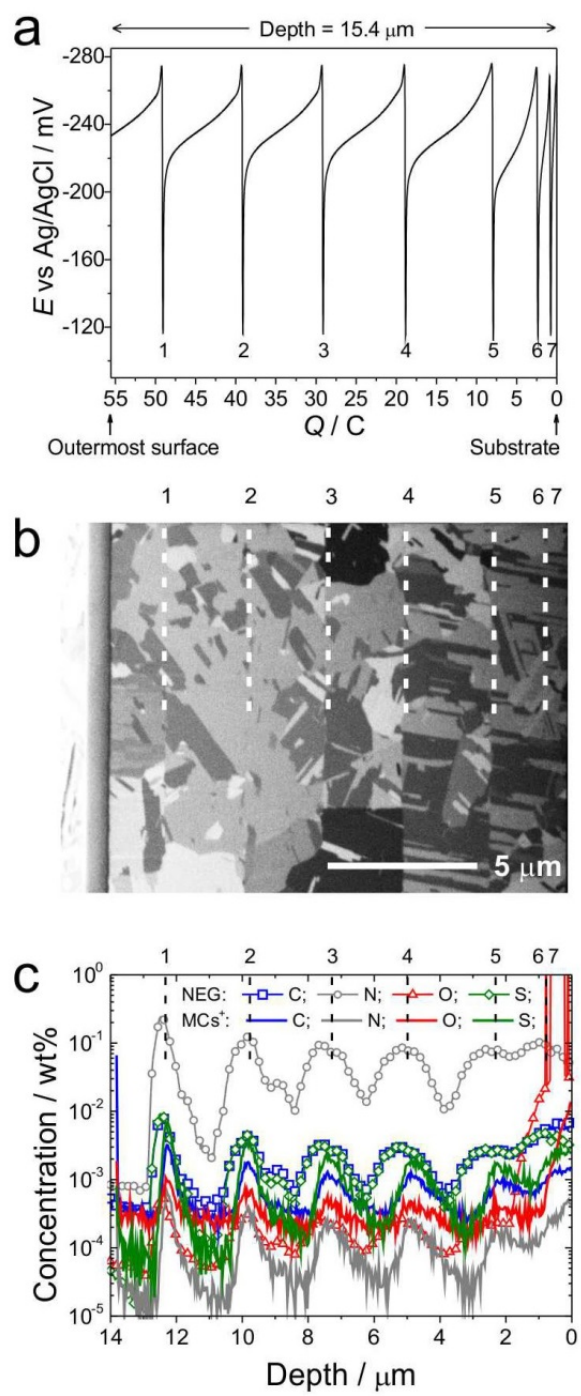 a
Depth = 15.4 μm
-280
-240
-200
-160
-120
E vs Ag/AgCl / mV
1 2 3 4 5 6 7
55 50 45 40 35 30 25 20 15 10 5 0
Q / C
Outermost surface
Substrate
1 2 3 4 5 6 7
b
5 μm
c
1 2 3 4 5 6 7
NEG: C; N; O; S;
MCs⁺: C; N; O; S;
10⁰
10⁻¹
10⁻²
10⁻³
10⁻⁴
10⁻⁵
Concentration / wt%
14 12 10 8 6 4 2 0
Depth / μm